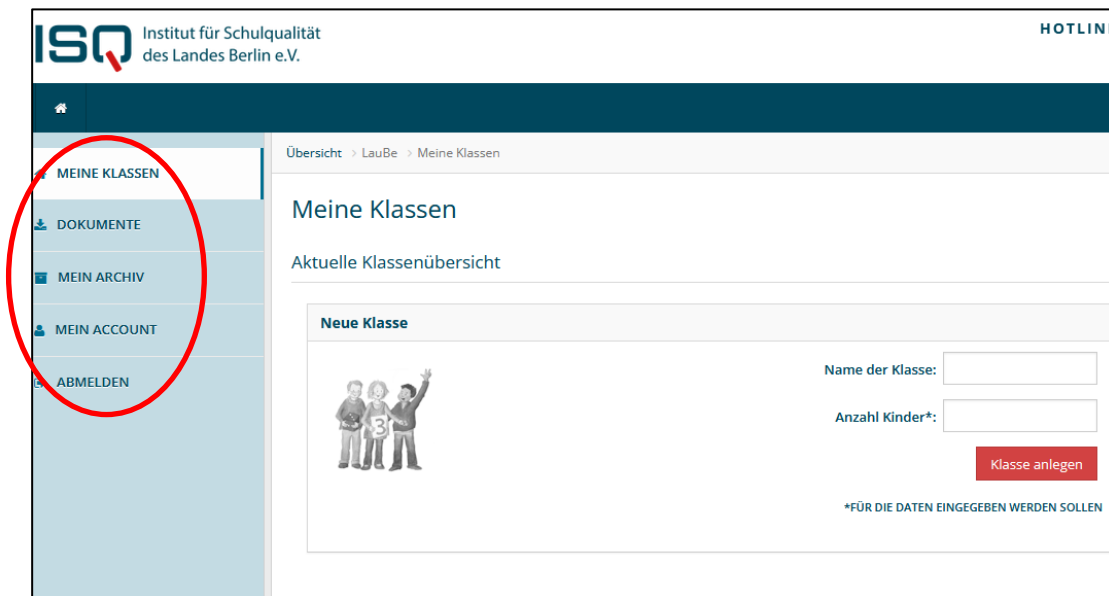 ISQ Institut für Schulqualität
des Landes Berlin e.V.
HOTLINE
MEINE KLASSEN
DOKUMENTE
MEIN ARCHIV
MEIN ACCOUNT
ABMELDEN
Übersicht > LauBe > Meine Klassen
Meine Klassen
Aktuelle Klassenübersicht
Neue Klasse
3
Name der Klasse:
Anzahl Kinder*:
Klasse anlegen
*FÜR DIE DATEN EINGEGEBEN WERDEN SOLLEN